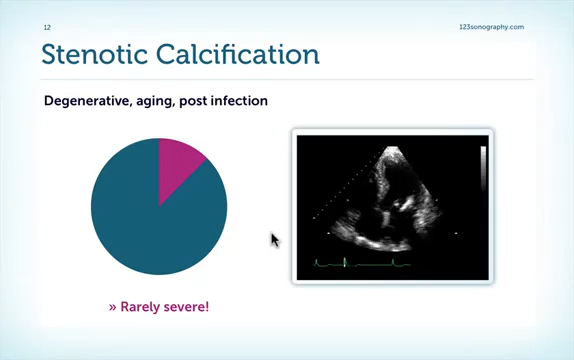 12
123sonography.com
Stenotic Calcification
Degenerative, aging, post infection
» Rarely severe!